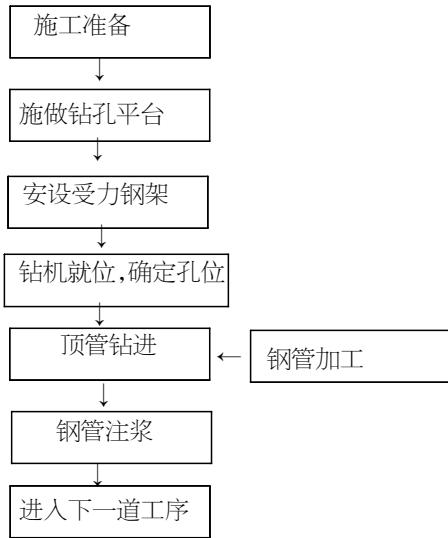 施工准备
施做钻孔平台
安设受力钢架
钻机就位,确定孔位
顶管钻进
钢管加工
钢管注浆
进入下一道工序